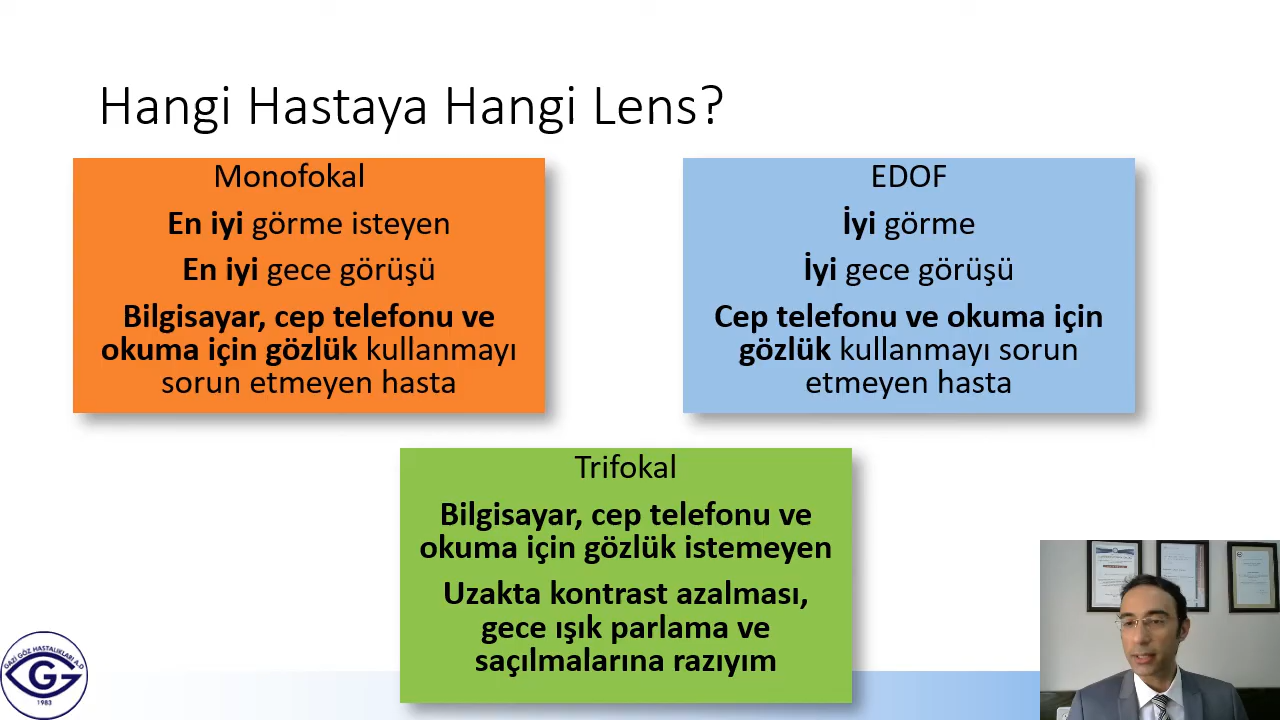 Hangi Hastaya Hangi Lens?
Monofokal
En iyi görme isteyen
En iyi gece görüşü
Bilgisayar, cep telefonu ve
okuma için gözlük kullanmayı
sorun etmeyen hasta
EDOF
İyi görme
İyi gece görüşü
Cep telefonu ve okuma için
gözlük kullanmayı sorun
etmeyen hasta
Trifokal
Bilgisayar, cep telefonu ve
okuma için gözlük istemeyen
Uzakta kontrast azalması,
gece ışık parlama ve
saçılmalarına razıyım
GAZİ GÖZ HASTALIKLARI A.D
G
1983